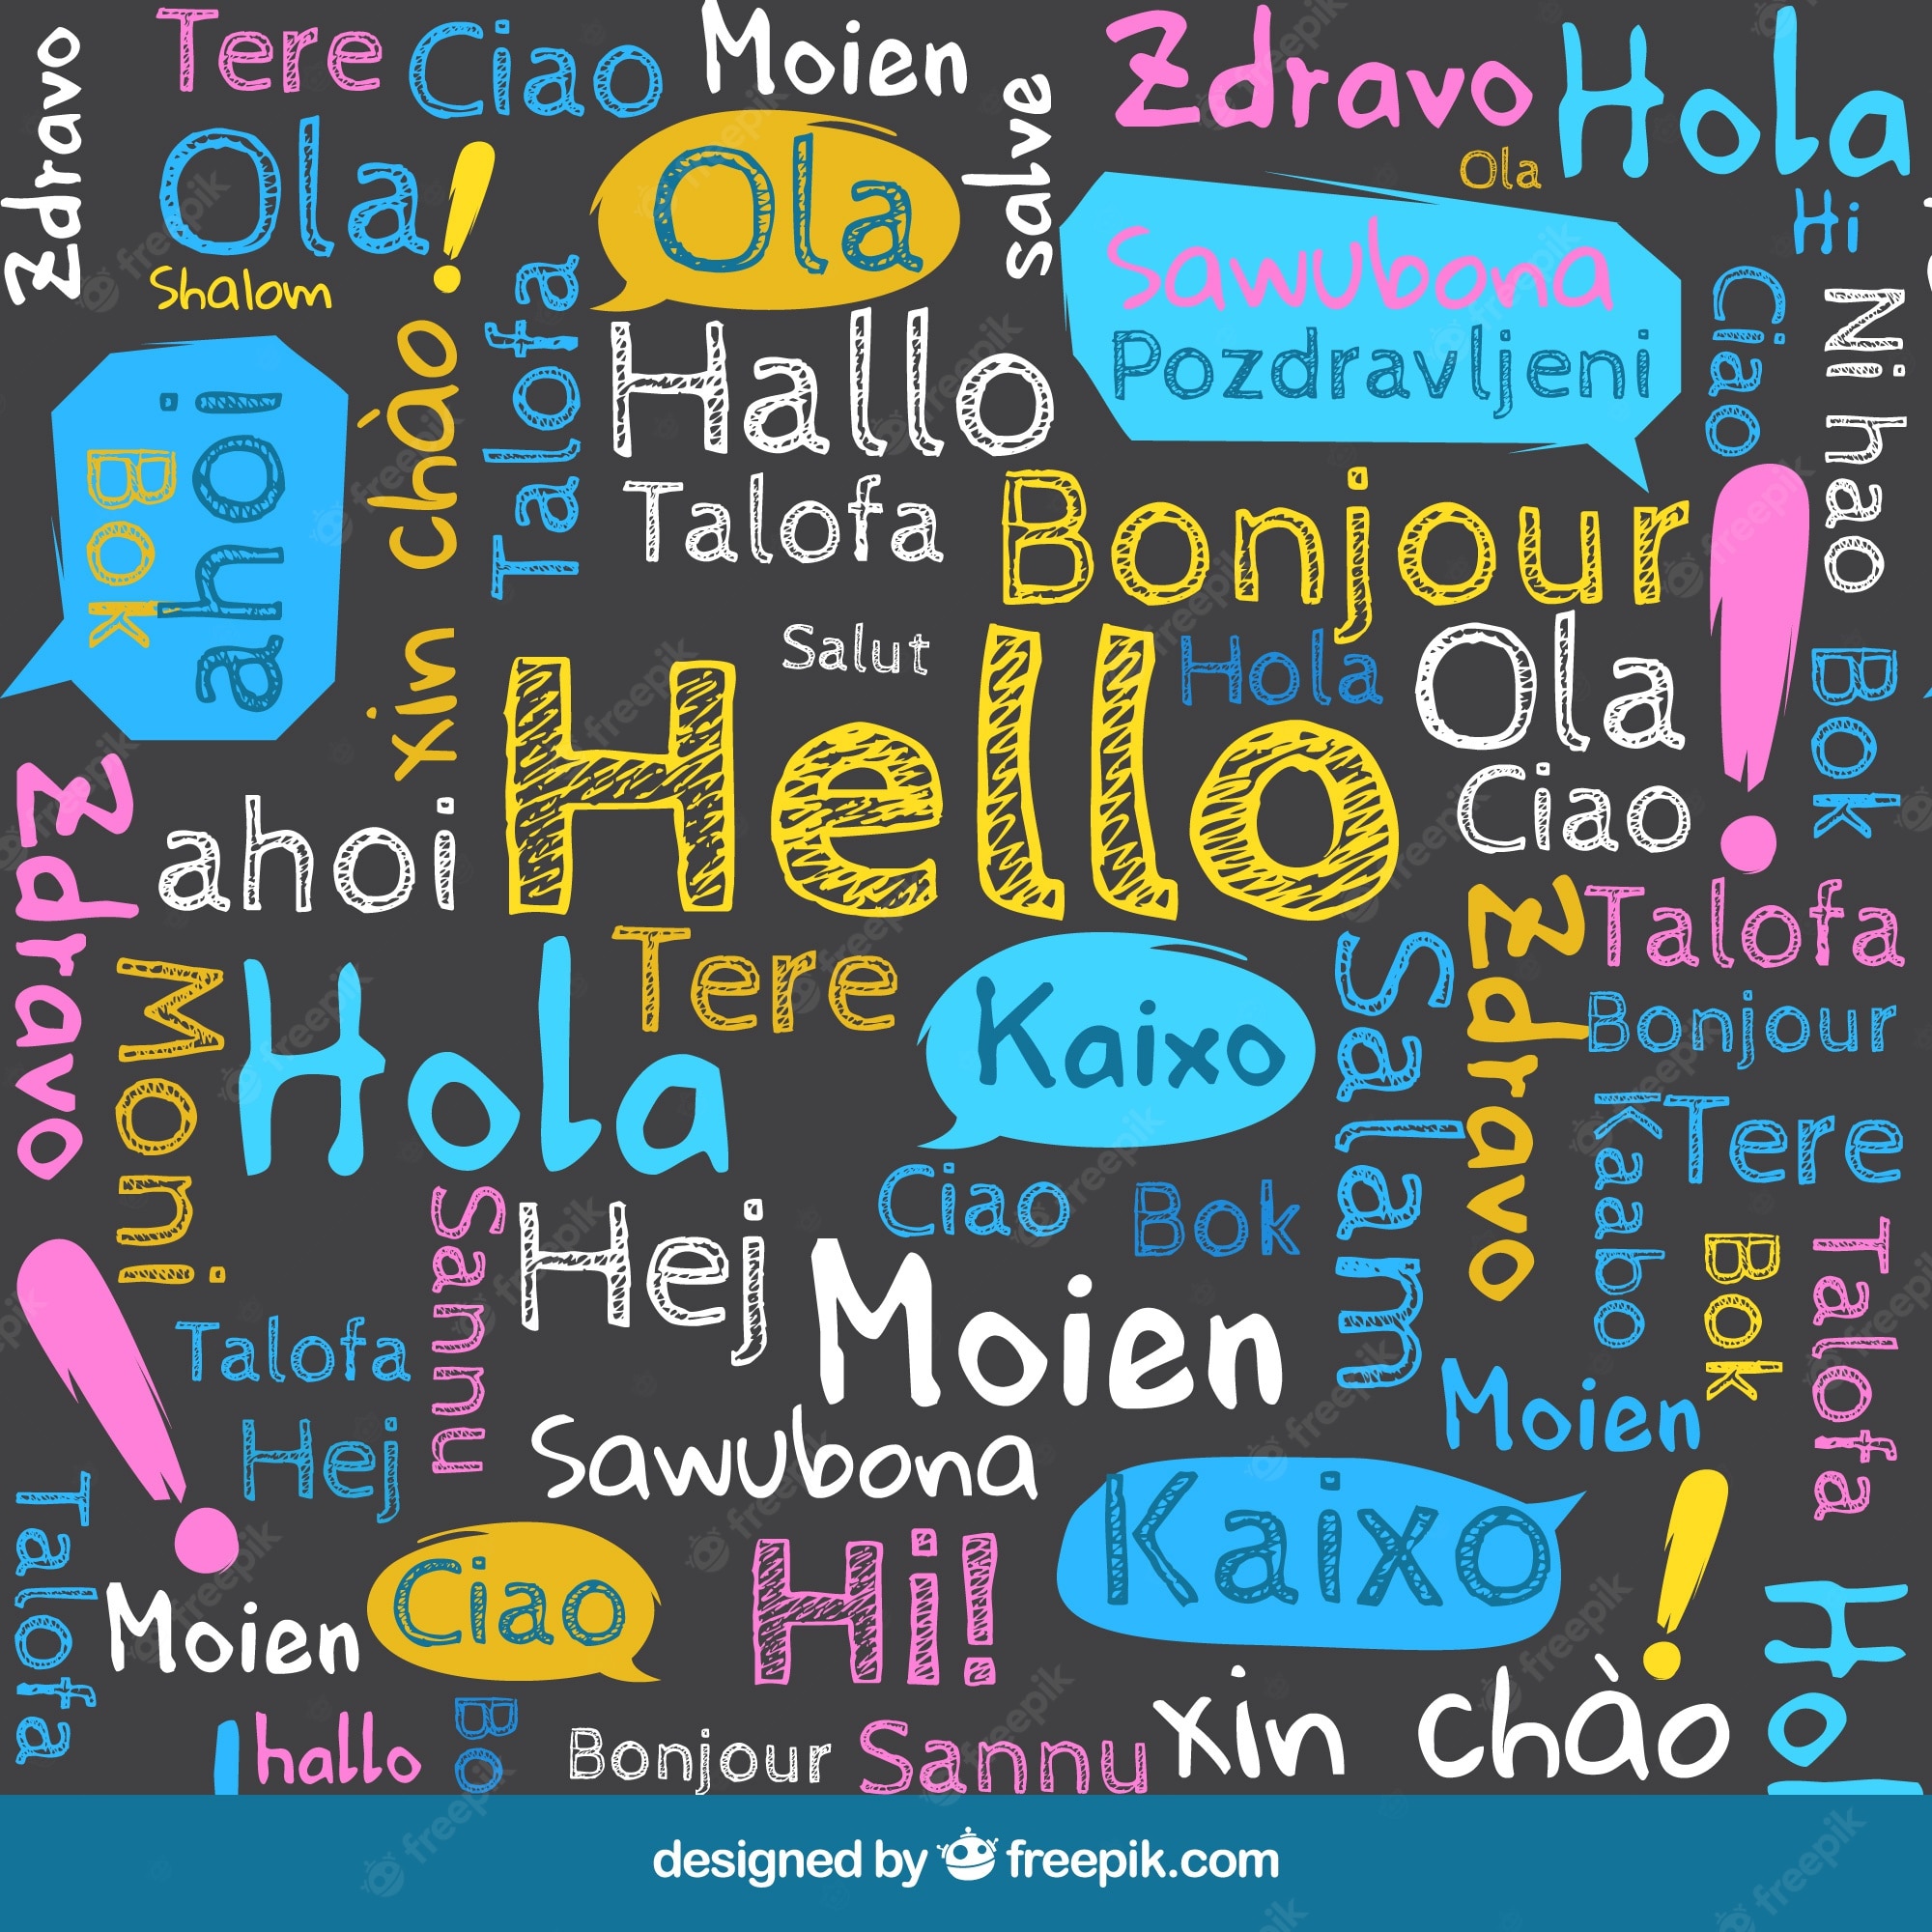 Zdravo
Tere
Ciao
Moien
salve
Zdravo
Hola
Ola!
Ola
Ola
Hi
Shalom
Sawubona
Pozdravljeni
Talofa
Ciao
Ni hao
xin chào
Hallo
ahoi
Bok
Talofa
Bonjour
!
Salut
Hello
Hola
Ola
Bok
Ciao
Zdravo
ahoi
Talofa
Zdravo
Tere
Moni
Hola
Kaixo
Salam
Bonjour
Kaabo
Tere
Ciao
Bok
Sannu
Hej
Moien
Bok
Talofa
!
Talofa
Moien
Hej
Sawubona
Kaixo
!
Talofa
Moien
Ciao
Hi!
xin chào
Hol
hallo
Bo
Bonjour
Sannu
designed by freepik.com